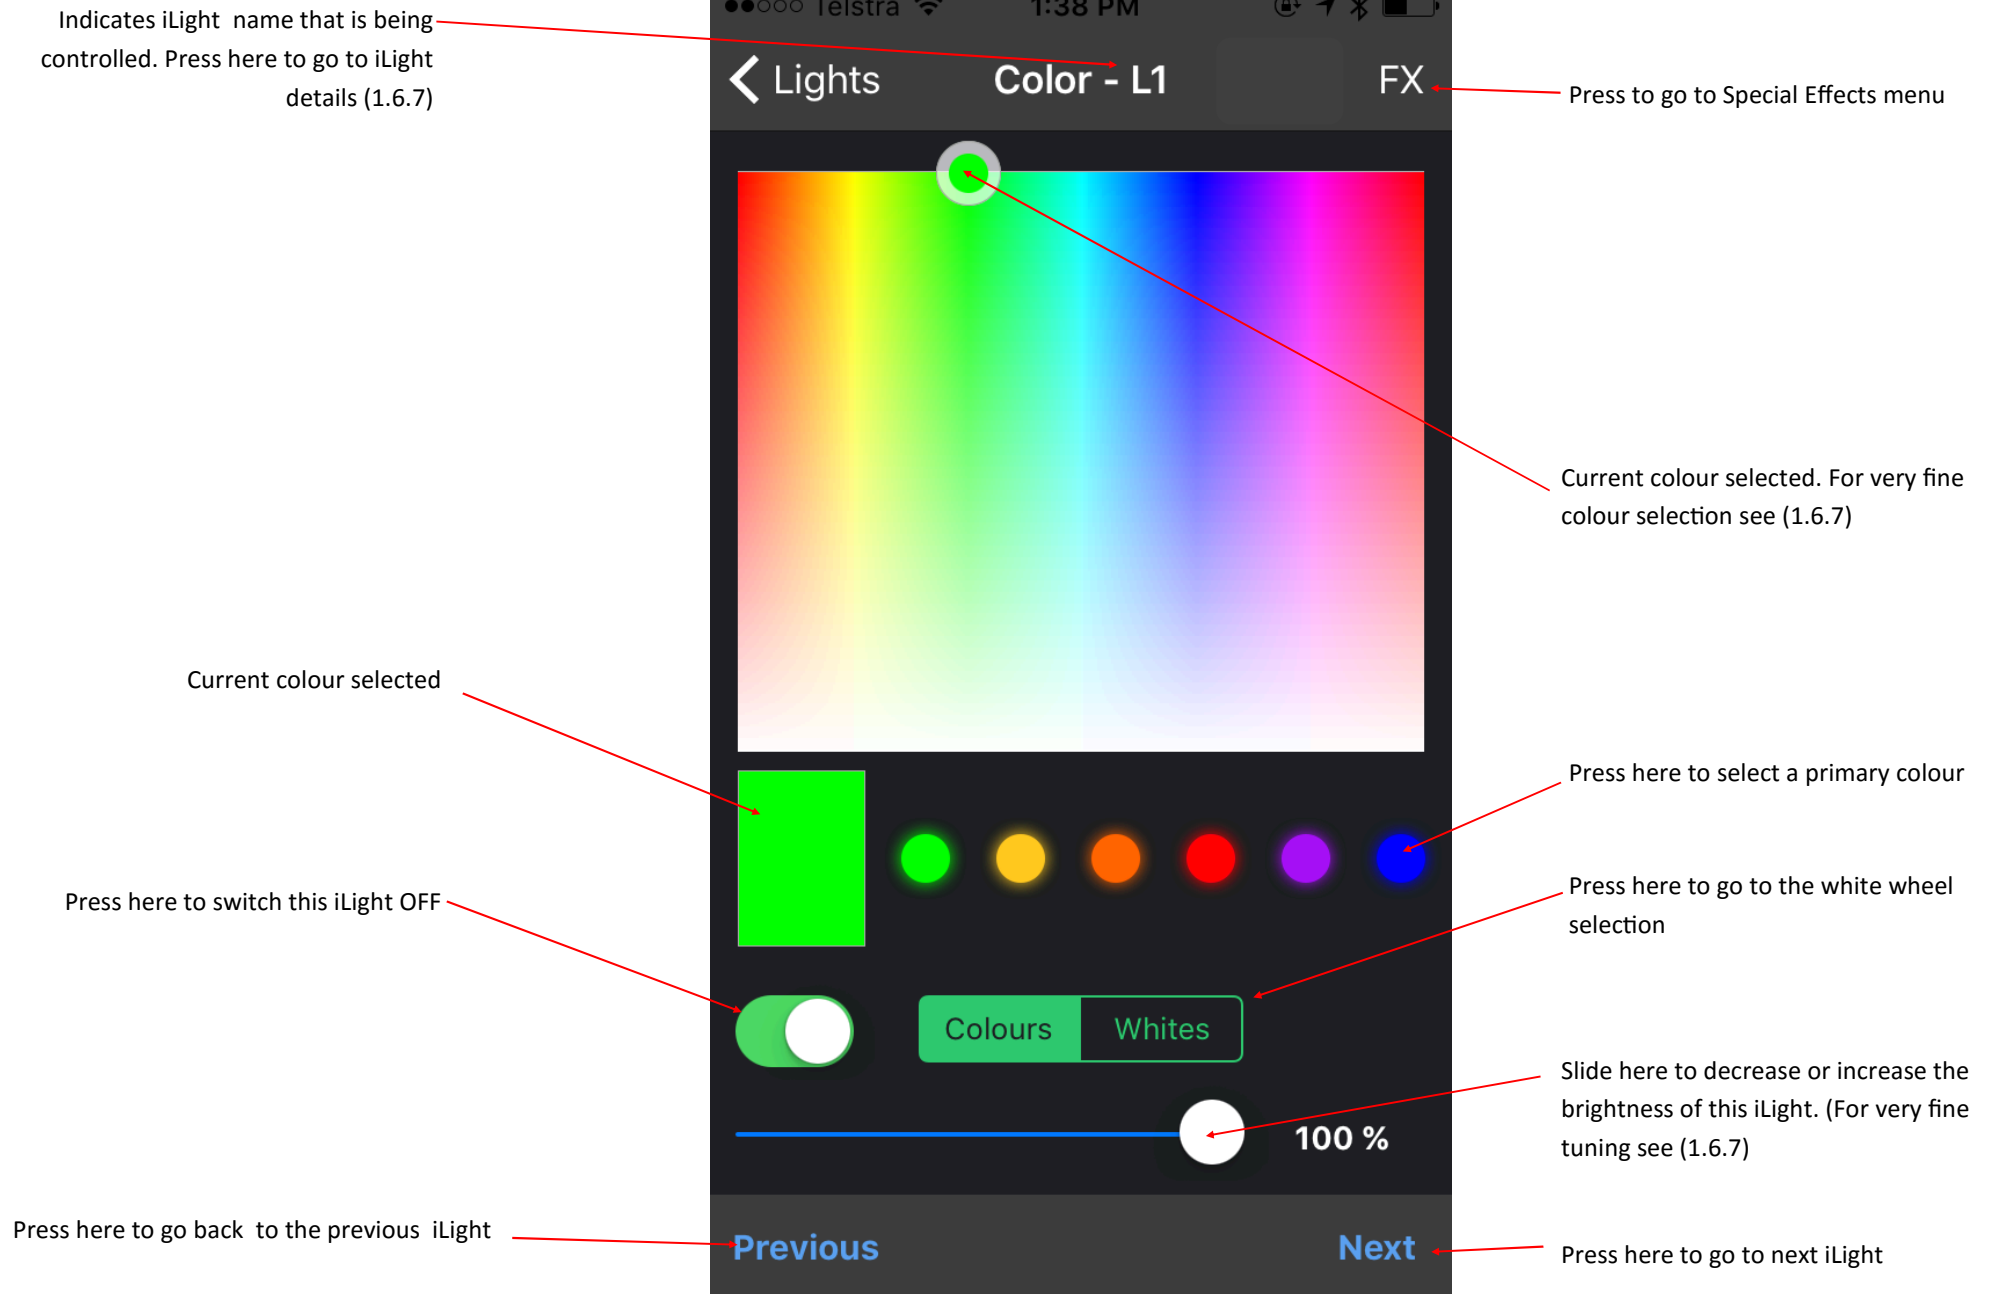 Indicates iLight name that is being
controlled. Press here to go to iLight
details (1.6.7)
Telstra 1:38 PM
Lights Color - L1 FX
Press to go to Special Effects menu
Current colour selected. For very fine
colour selection see (1.6.7)
Current colour selected
Press here to select a primary colour
Press here to switch this iLight OFF
Press here to go to the white wheel
selection
Colours Whites
Slide here to decrease or increase the
brightness of this iLight. (For very fine
tuning see (1.6.7)
100 %
Press here to go back to the previous iLight
Previous Next
Press here to go to next iLight